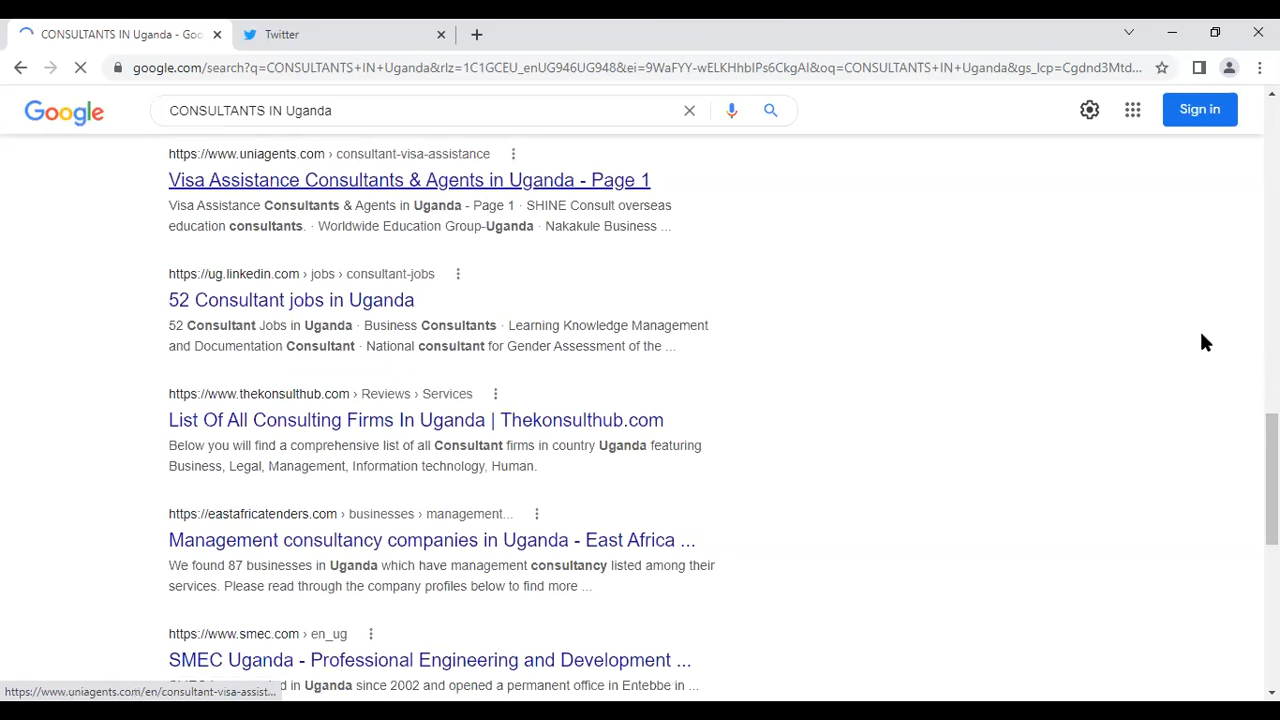 CONSULTANTS IN Uganda - Goo
Twitter
google.com/search?q=CONSULTANTS+IN+Uganda&rlz=1C1GCEU_enUG946UG948&ei=9WaFYY-wELKHhbIPs6CkgAI&oq=CONSULTANTS+IN+Uganda&gs_lcp=Cgdnd3Mtd...
Google
CONSULTANTS IN Uganda
Sign in
https://www.uniagents.com › consultant-visa-assistance
Visa Assistance Consultants & Agents in Uganda - Page 1
Visa Assistance Consultants & Agents in Uganda - Page 1 · SHINE Consult overseas
education consultants. · Worldwide Education Group-Uganda · Nakakule Business ...
https://ug.linkedin.com › jobs › consultant-jobs
52 Consultant jobs in Uganda
52 Consultant Jobs in Uganda · Business Consultants · Learning Knowledge Management
and Documentation Consultant · National consultant for Gender Assessment of the ...
https://www.thekonsulthub.com › Reviews › Services
List Of All Consulting Firms In Uganda | Thekonsulthub.com
Below you will find a comprehensive list of all Consultant firms in country Uganda featuring
Business, Legal, Management, Information technology, Human.
https://eastafricatenders.com › businesses › management...
Management consultancy companies in Uganda - East Africa ...
We found 87 businesses in Uganda which have management consultancy listed among their
services. Please read through the company profiles below to find more ...
https://www.smec.com › en_ug
SMEC Uganda - Professional Engineering and Development ...
in Uganda since 2002 and opened a permanent office in Entebbe in ...
https://www.uniagents.com/en/consultant-visa-assist...